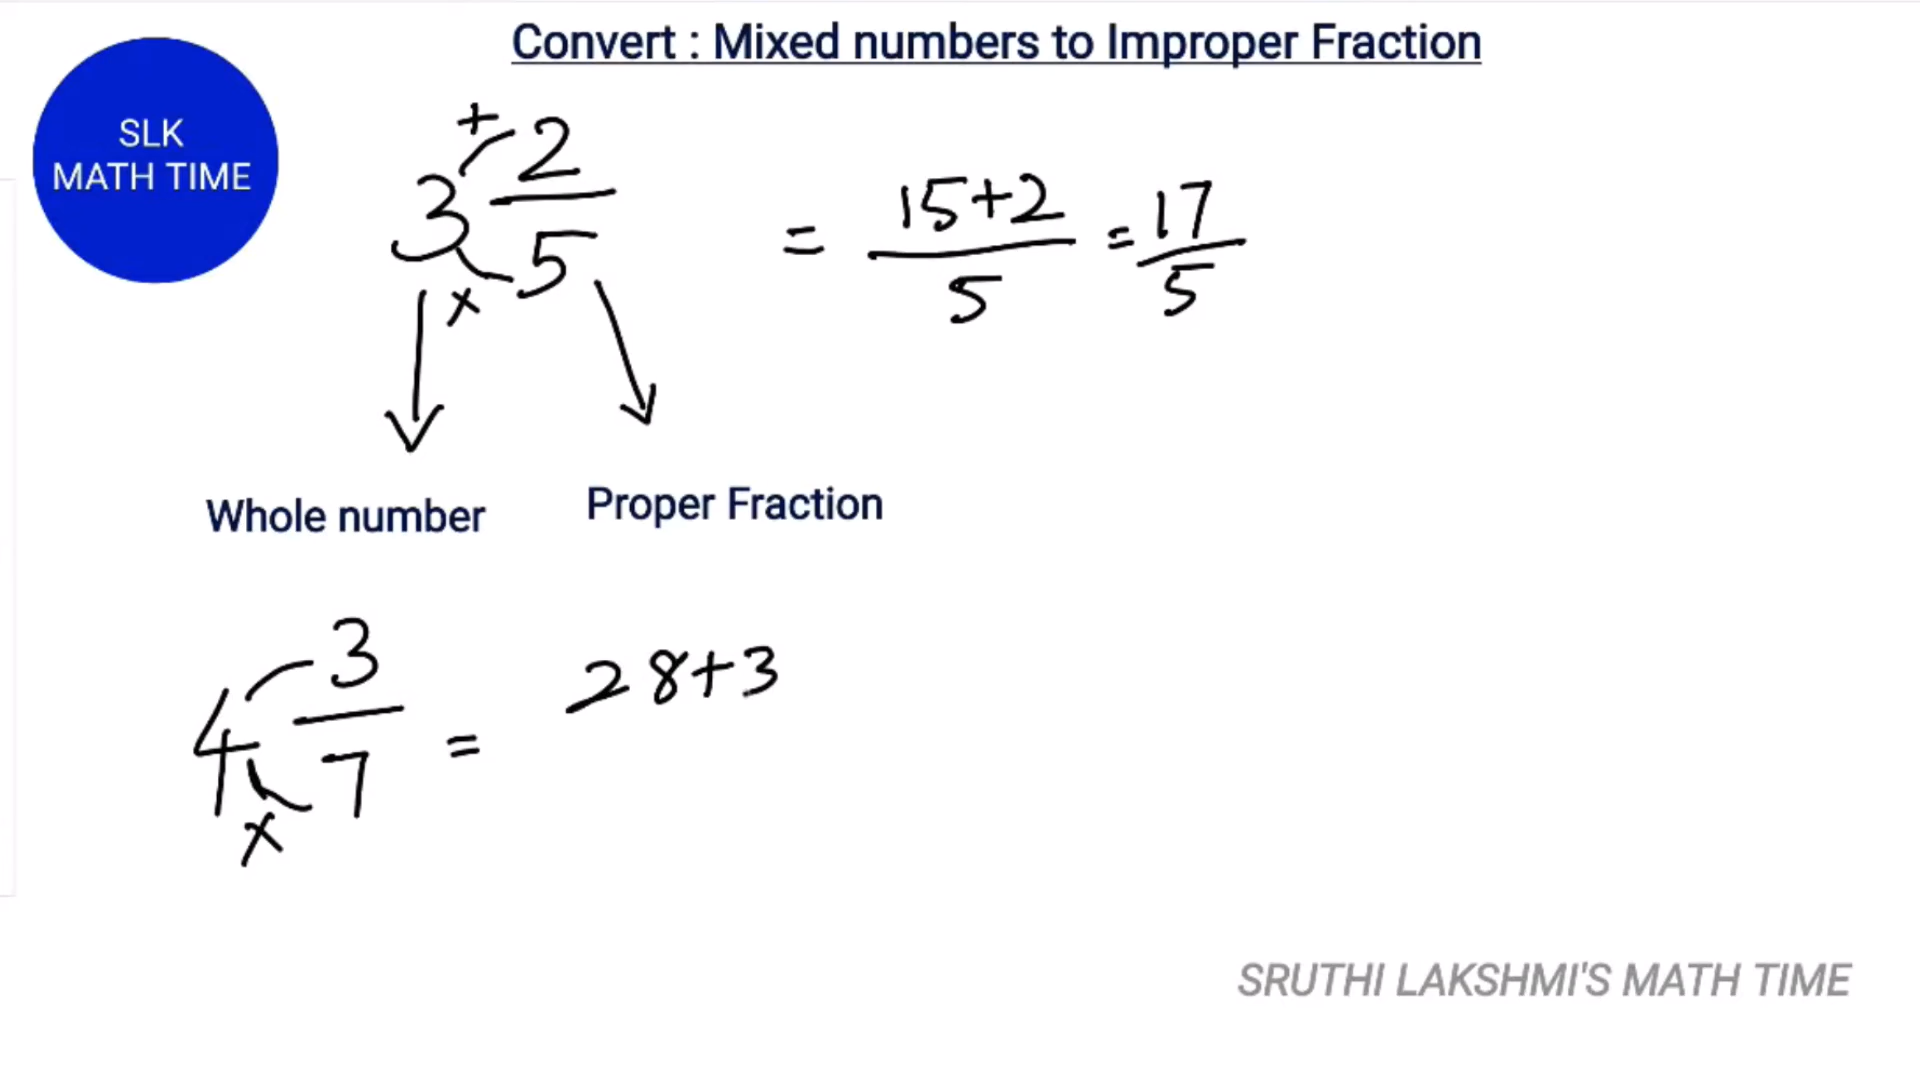 Convert : Mixed numbers to Improper Fraction
SLK
MATH TIME
3 + 2/5 x = 15+2/5 = 17/5
Whole number
Proper Fraction
4 3/7 x = 28+3
SRUTHI LAKSHMI'S MATH TIME